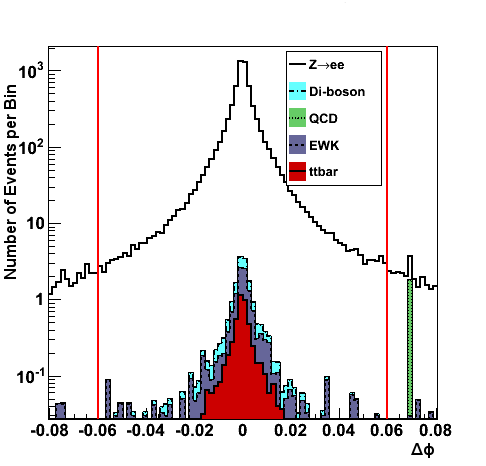 Number of Events per Bin
10³
10²
10
1
10⁻¹
Z→ee
Di-boson
QCD
EWK
ttbar
-0.08 -0.06 -0.04 -0.02 0 0.02 0.04 0.06 0.08
Δϕ